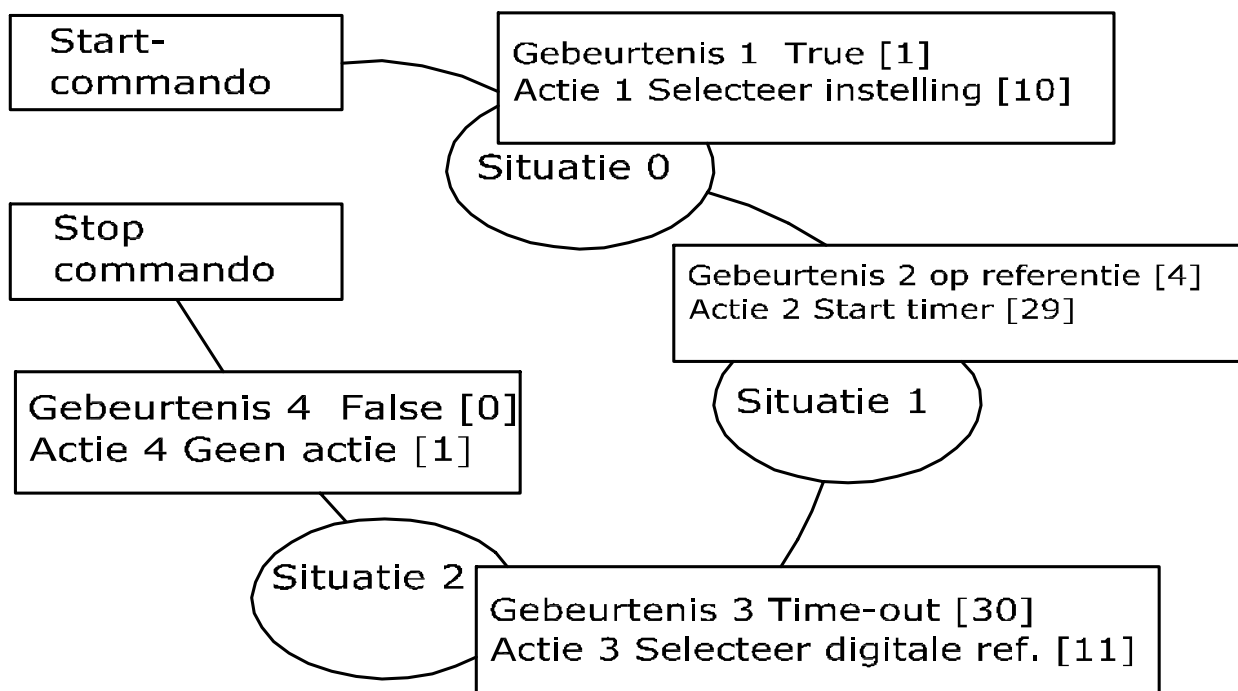 Start-
commando
Gebeurtenis 1 True [1]
Actie 1 Selecteer instelling [10]
Situatie 0
Stop
commando
Gebeurtenis 2 op referentie [4]
Actie 2 Start timer [29]
Situatie 1
Gebeurtenis 4 False [0]
Actie 4 Geen actie [1]
Situatie 2
Gebeurtenis 3 Time-out [30]
Actie 3 Selecteer digitale ref. [11]